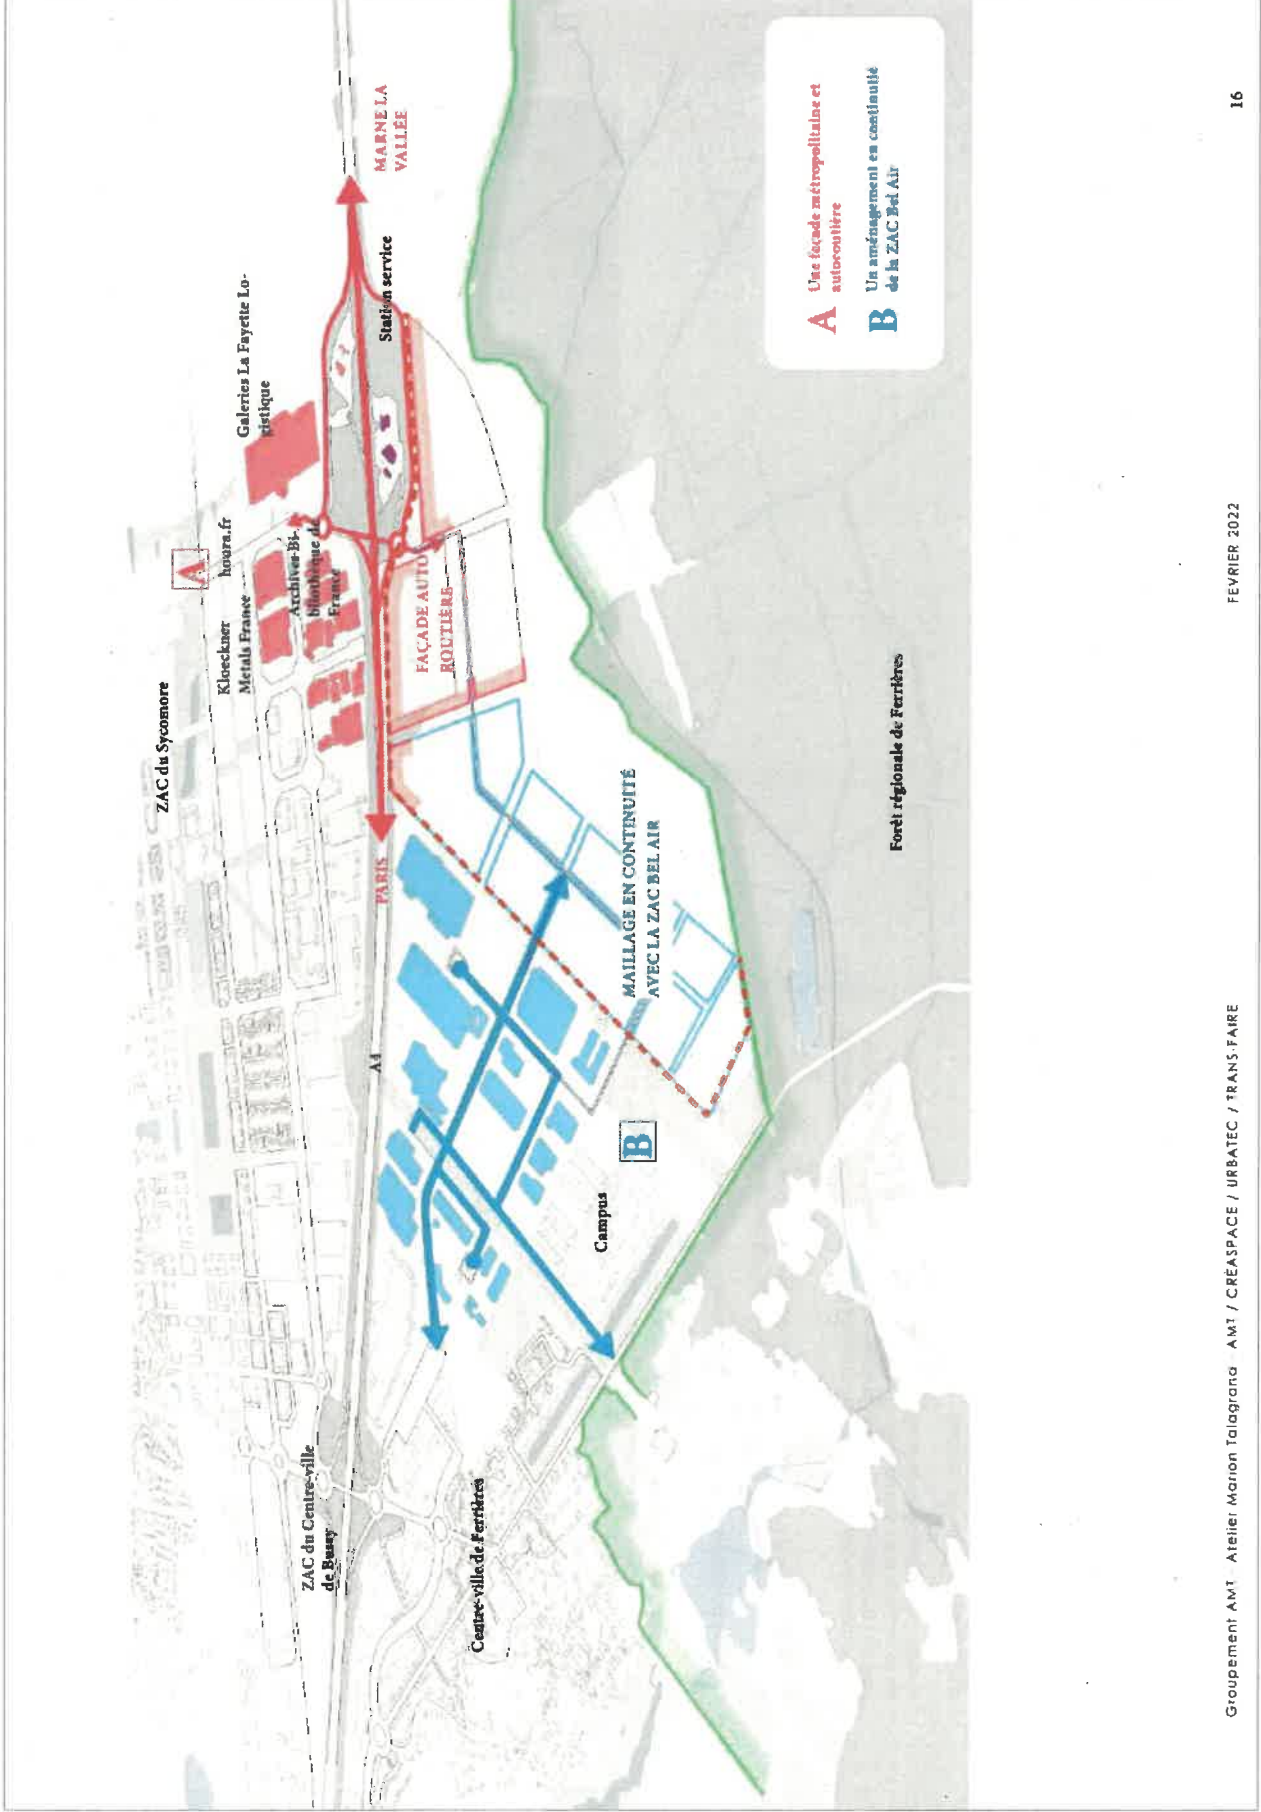 ZAC du Sycomore
A
Kloeckner
Metals France
houra.fr
Archives-Bi-
bliothèque de
France
Galeries La Fayette Lo-
gistique
Station service
MARNE LA
VALLÉE
PARIS
A4
FAÇADE AUTO
ROUTIÈRE
ZAC du Centre-ville
de Bussy
Centre-ville de Ferrières
Campus
B
MAILLAGE EN CONTINUITÉ
AVEC LA ZAC BEL AIR
Forêt régionale de Ferrières
A Une façade métropolitaine et
autoroutière
B Un aménagement en continuité
de la ZAC Bel Air
Groupement AMT - Atelier Marion Talagrand - AMT / CRÉASPACE / URBATEC / TRANS-FAIRE
FEVRIER 2022
16